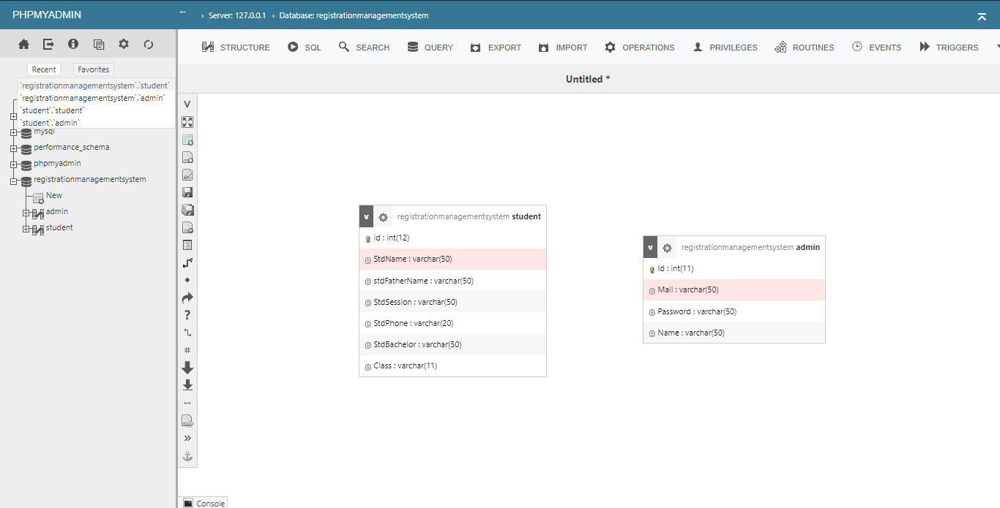 PHPMYADMIN
← › Server: 127.0.0.1 › Database: registrationmanagementsystem
STRUCTURE SQL SEARCH QUERY EXPORT IMPORT OPERATIONS PRIVILEGES ROUTINES EVENTS TRIGGERS
Recent Favorites
`registrationmanagementsystem`.`student`
`registrationmanagementsystem`.`admin`
`student`.`student`
`student`.`admin`
mysql
performance_schema
phpmyadmin
registrationmanagementsystem
New
admin
student
Untitled *
V
?
#
»
v registrationmanagementsystem student
id : int(12)
StdName : varchar(50)
stdFatherName : varchar(50)
StdSession : varchar(50)
StdPhone : varchar(20)
StdBachelor : varchar(50)
Class : varchar(11)
v registrationmanagementsystem admin
Id : int(11)
Mail : varchar(50)
Password : varchar(50)
Name : varchar(50)
Console